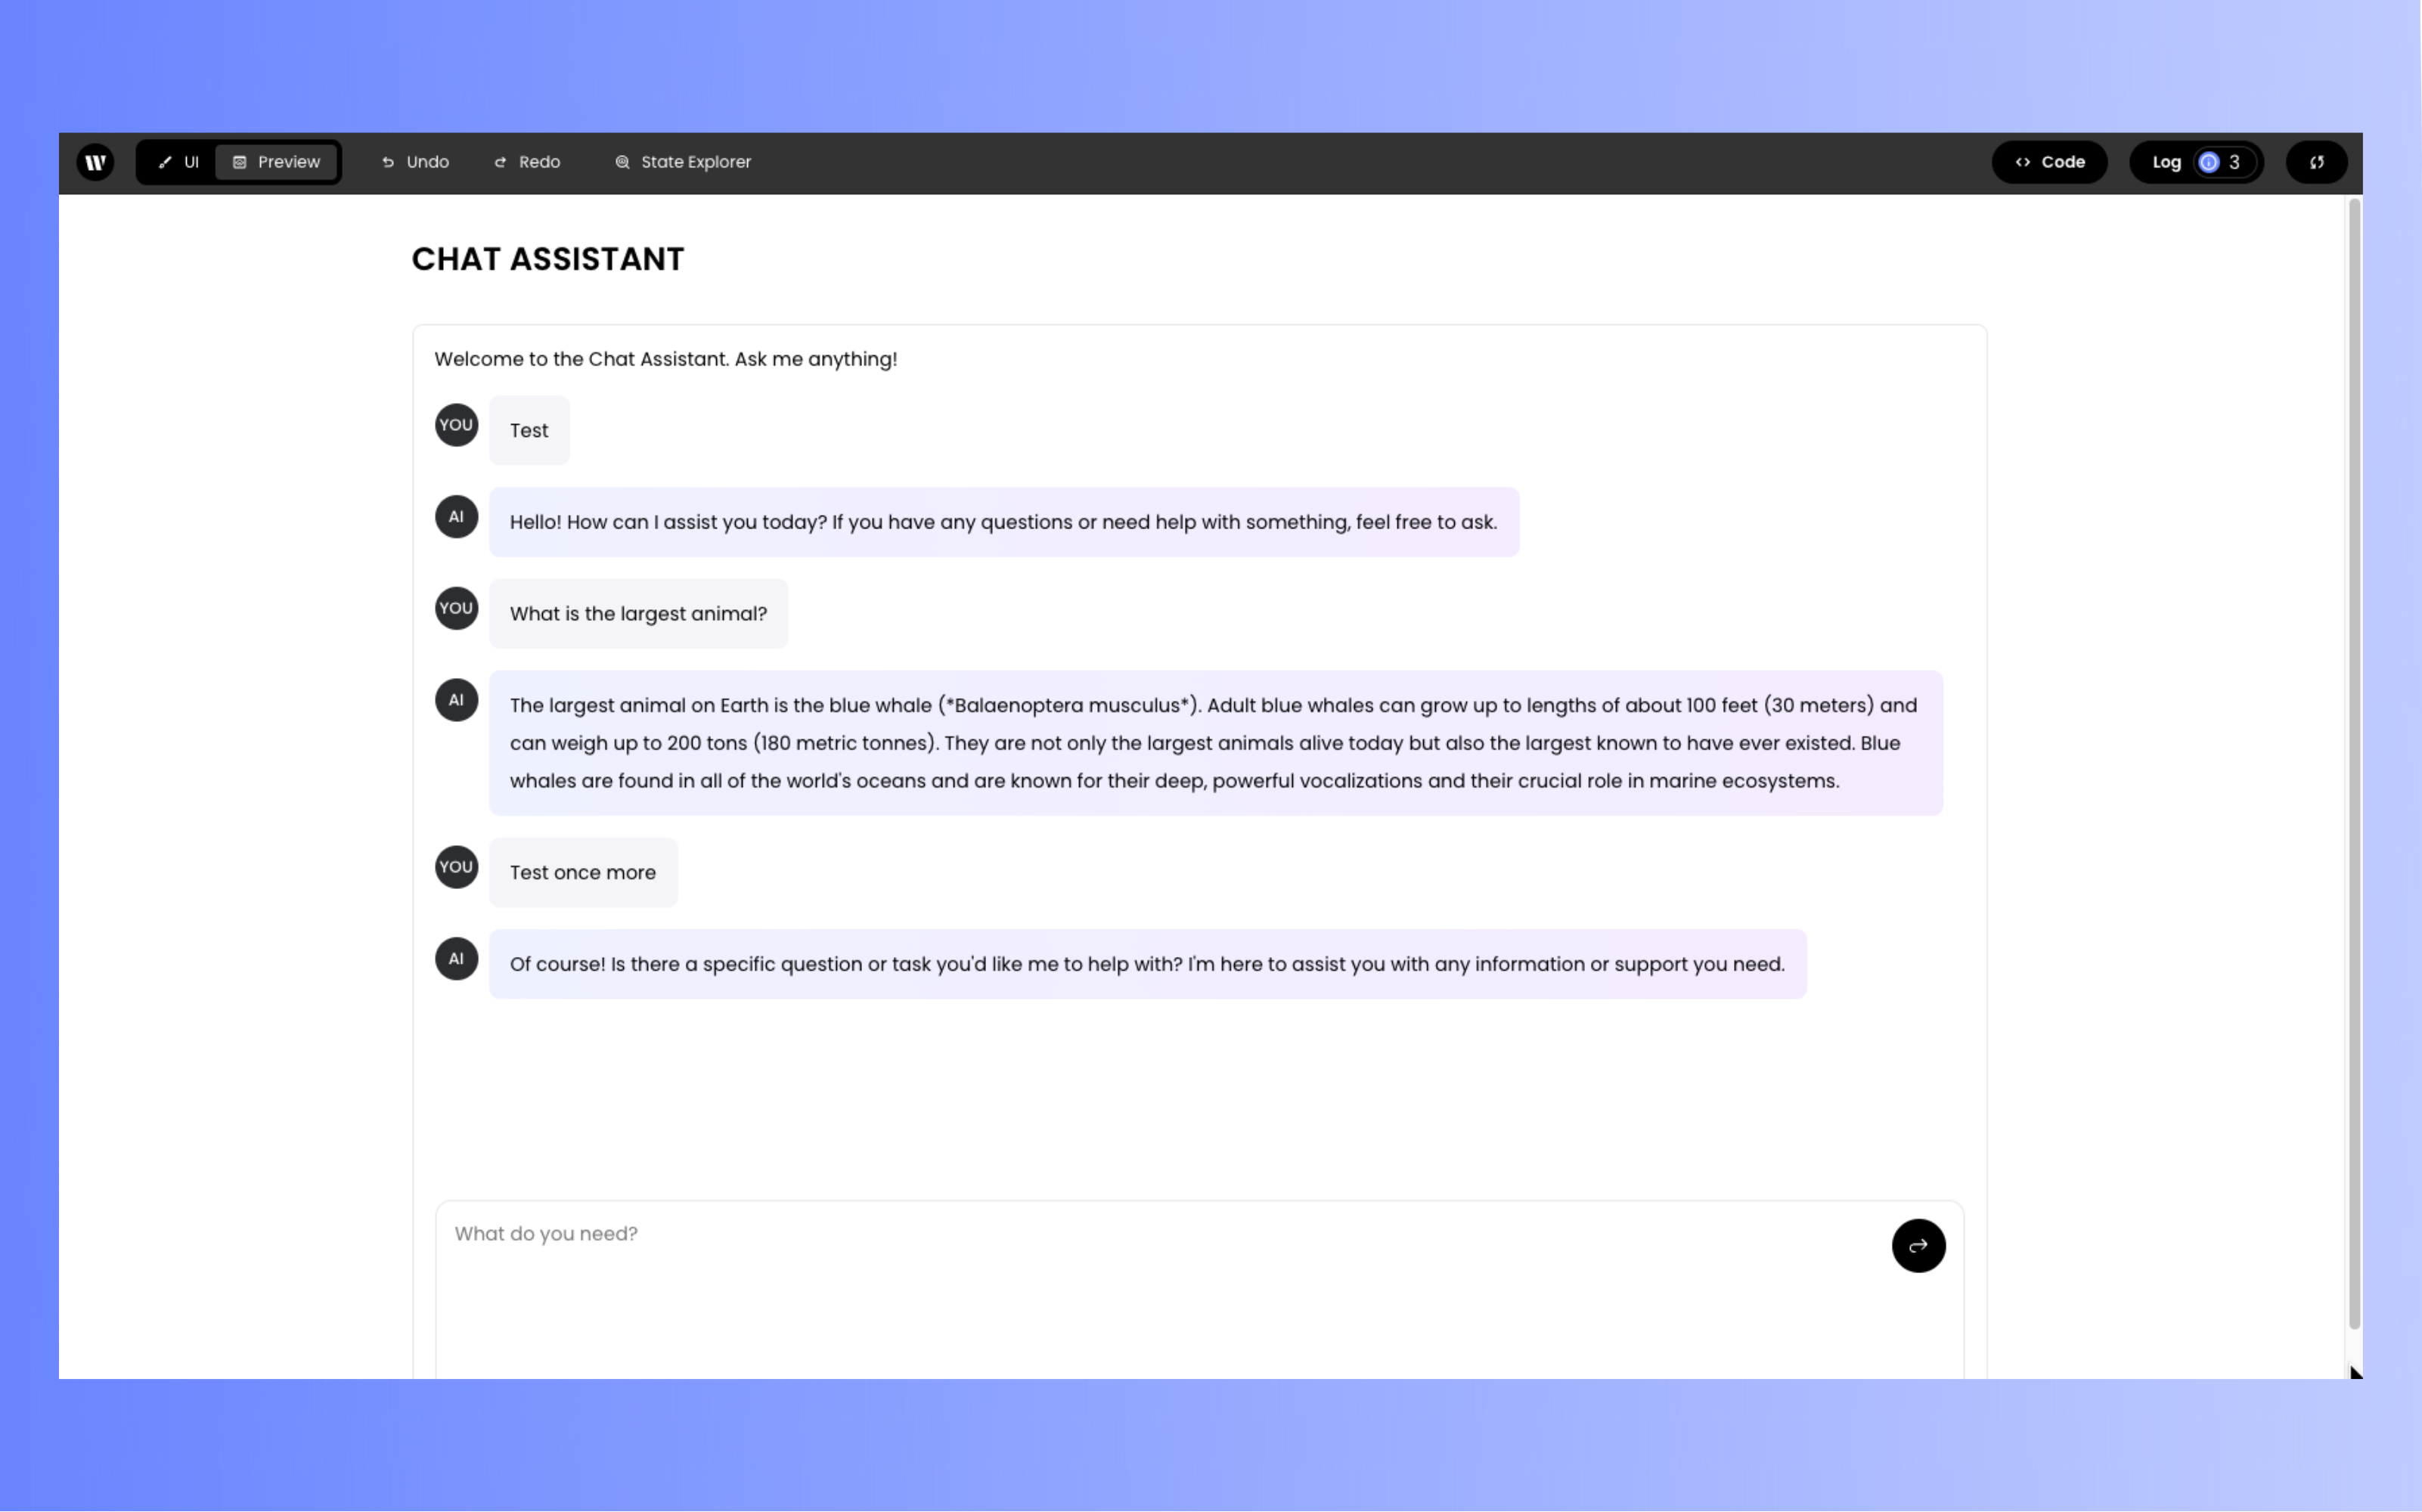 W UI Preview Undo Redo State Explorer Code Log 3
CHAT ASSISTANT
Welcome to the Chat Assistant. Ask me anything!
YOU Test
AI Hello! How can I assist you today? If you have any questions or need help with something, feel free to ask.
YOU What is the largest animal?
AI The largest animal on Earth is the blue whale (*Balaenoptera musculus*). Adult blue whales can grow up to lengths of about 100 feet (30 meters) and
can weigh up to 200 tons (180 metric tonnes). They are not only the largest animals alive today but also the largest known to have ever existed. Blue
whales are found in all of the world's oceans and are known for their deep, powerful vocalizations and their crucial role in marine ecosystems.
YOU Test once more
AI Of course! Is there a specific question or task you'd like me to help with? I'm here to assist you with any information or support you need.
What do you need?